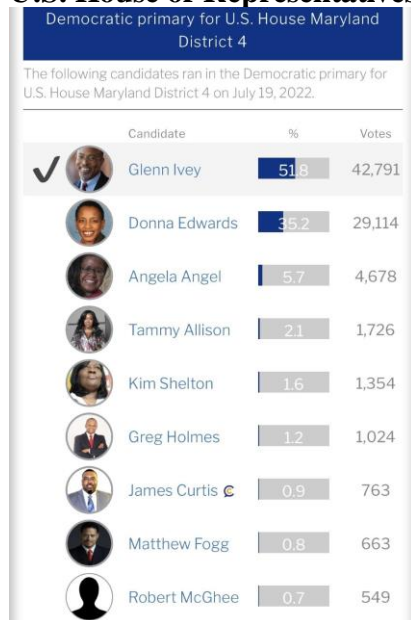 U.S. House of Representatives
Democratic primary for U.S. House Maryland
District 4
The following candidates ran in the Democratic primary for
U.S. House Maryland District 4 on July 19, 2022.
Candidate % Votes
Glenn Ivey 51.8 42,791
Donna Edwards 35.2 29,114
Angela Angel 5.7 4,678
Tammy Allison 2.1 1,726
Kim Shelton 1.6 1,354
Greg Holmes 1.2 1,024
James Curtis 0.9 763
Matthew Fogg 0.8 663
Robert McGhee 0.7 549